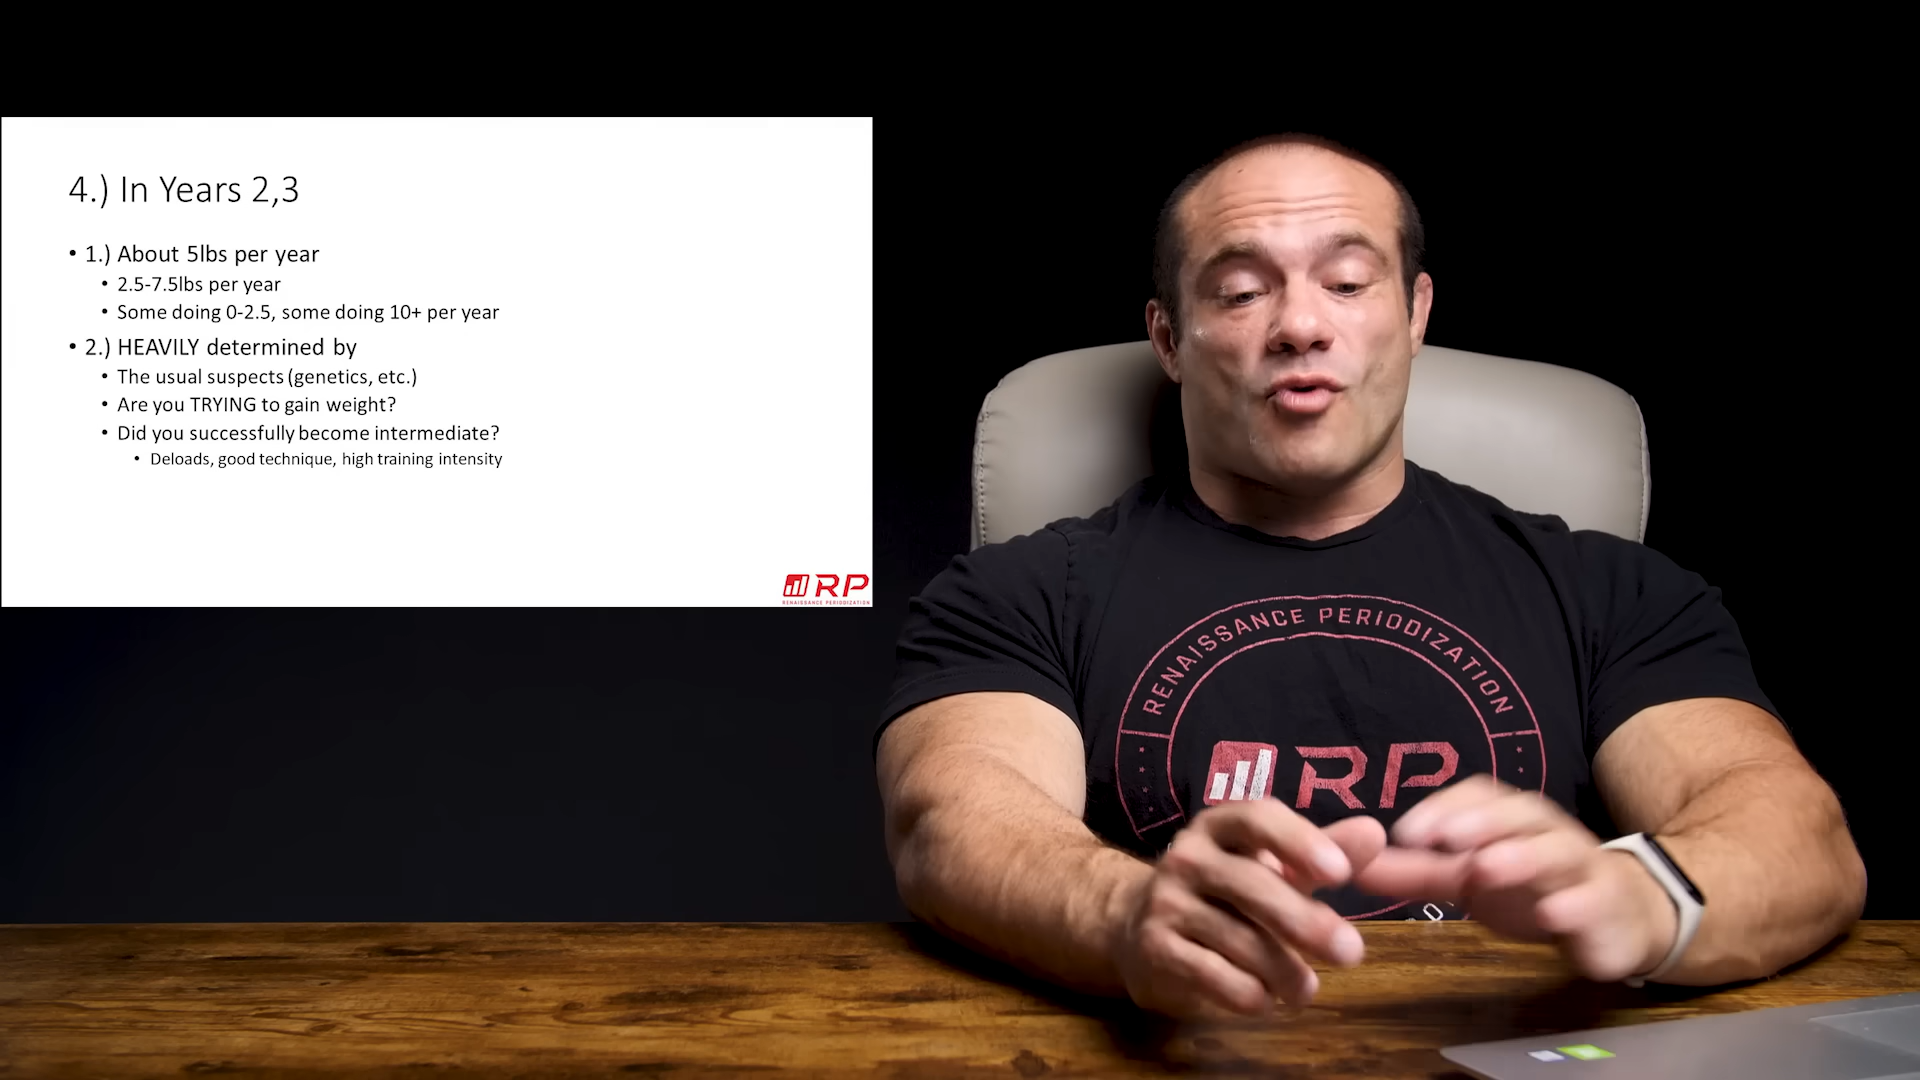 4.) In Years 2,3
• 1.) About 5lbs per year
• 2.5-7.5lbs per year
• Some doing 0-2.5, some doing 10+ per year
• 2.) HEAVILY determined by
• The usual suspects (genetics, etc.)
• Are you TRYING to gain weight?
• Did you successfully become intermediate?
• Deloads, good technique, high training intensity
RP
RENAISSANCE PERIODIZATION
RENAISSANCE PERIODIZATION
RP